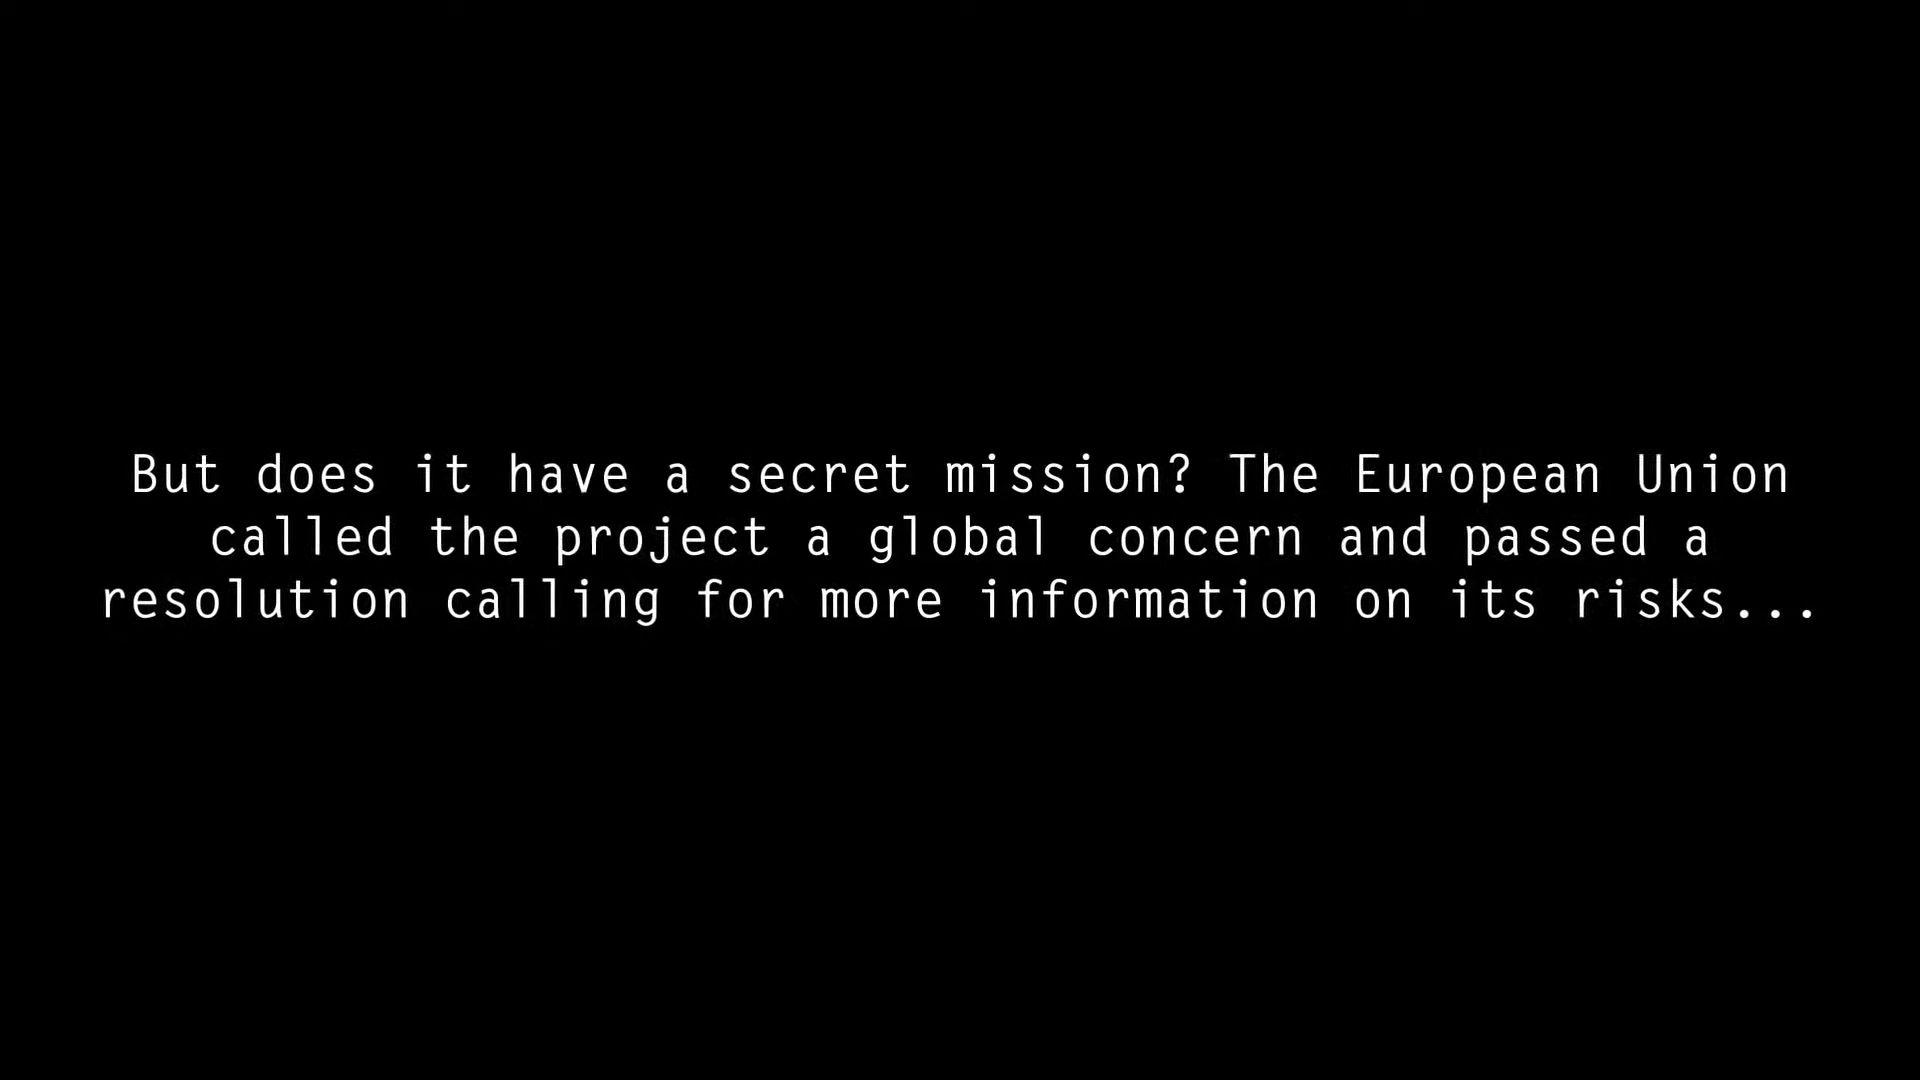 But does it have a secret mission? The European Union
called the project a global concern and passed a
resolution calling for more information on its risks...